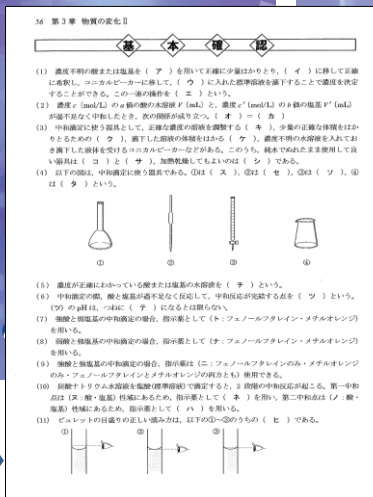 56 第3章 物質の変化Ⅱ
基本確認
(1) 濃度不明の酸または塩基を( ア )を用いて正確に少量はかりとり,( イ )に移して正確
に希釈し,コニカルビーカーに移して,( ウ )に入れた標準溶液を滴下することで濃度を決定
することができる。この一連の操作を( エ )という。
(2) 濃度 c〔mol/L〕の a 価の酸の水溶液 V〔mL〕と,濃度 c'〔mol/L〕の b 価の塩基 V'〔mL〕
が過不足なく中和したとき,次の関係が成り立つ。( オ )=( カ )
(3) 中和滴定に使う器具として,正確な濃度の溶液を調製する( キ ),少量の正確な体積をはか
りとるための( ク ),滴下した溶液の体積をはかる( ケ ),濃度不明の水溶液を入れてお
き滴下した液体を受けるコニカルビーカーなどがある。このうち,純水でぬれたまま使用して良
い器具は( コ )と( サ ),加熱乾燥してもよいのは( シ )である。
(4) 以下の図は,中和滴定に使う器具である。①は( ス ),②は( セ ),③は( ソ ),④
は( タ )という。
① ② ③ ④
(5) 濃度が正確にわかっている酸または塩基の水溶液を( チ )という。
(6) 中和滴定の際,酸と塩基が過不足なく反応して,中和反応が完結する点を( ツ )という。
(ツ)のpHは,つねに( テ )になるとは限らない。
(7) 強酸と弱塩基の中和滴定の場合,指示薬として(ト:フェノールフタレイン・メチルオレンジ)
を用いる。
(8) 弱酸と強塩基の中和滴定の場合,指示薬として(ナ:フェノールフタレイン・メチルオレンジ)
を用いる。
(9) 強酸と強塩基の中和滴定の場合,指示薬は(ニ:フェノールフタレインのみ・メチルオレンジ
のみ・フェノールフタレインとメチルオレンジの両方とも)使用できる。
(10) 炭酸ナトリウム水溶液を塩酸(標準溶液)で滴定すると,2段階の中和反応が起こる。第一中和
点は(ヌ:酸・塩基)性域にあるため,指示薬として( ネ )を用い,第二中和点は(ノ:酸・
塩基)性域にあるため,指示薬として( ハ )を用いる。
(11) ビュレットの目盛りの正しい読み方は,以下の①〜③のうちの( ヒ )である。
① ② ③